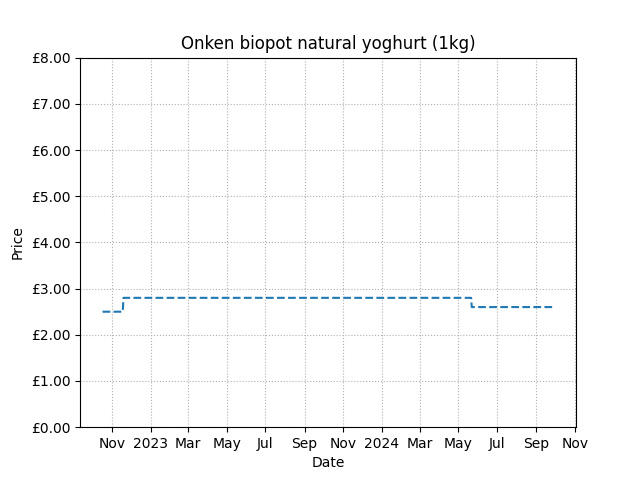 Onken biopot natural yoghurt (1kg)
£8.00
£7.00
£6.00
£5.00
£4.00
£3.00
£2.00
£1.00
£0.00
Price
Nov 2023 Mar May Jul Sep Nov 2024 Mar May Jul Sep Nov
Date